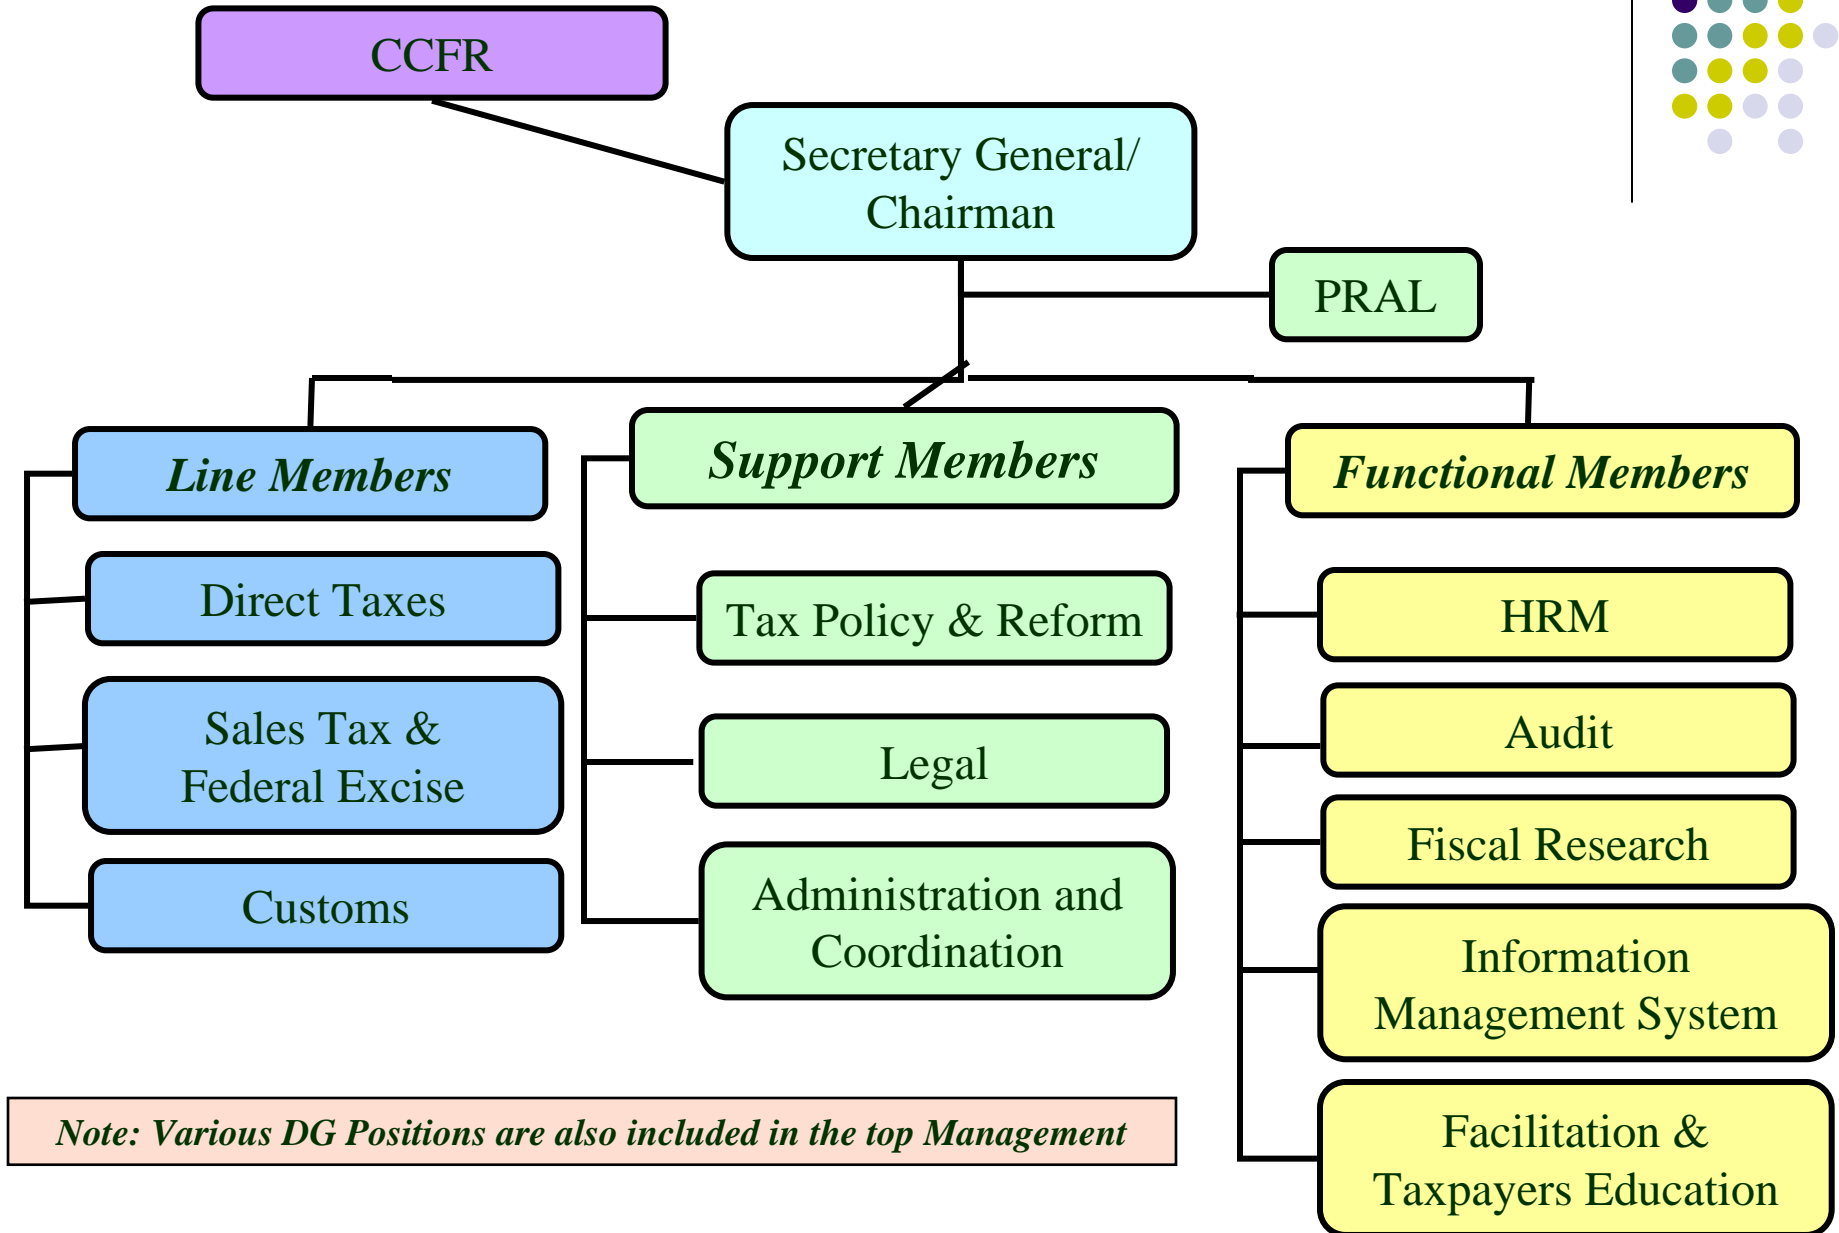 CCFR
Secretary General/
Chairman
PRAL
Line Members
Direct Taxes
Sales Tax &
Federal Excise
Customs
Support Members
Tax Policy & Reform
Legal
Administration and
Coordination
Functional Members
HRM
Audit
Fiscal Research
Information
Management System
Facilitation &
Taxpayers Education
Note: Various DG Positions are also included in the top Management